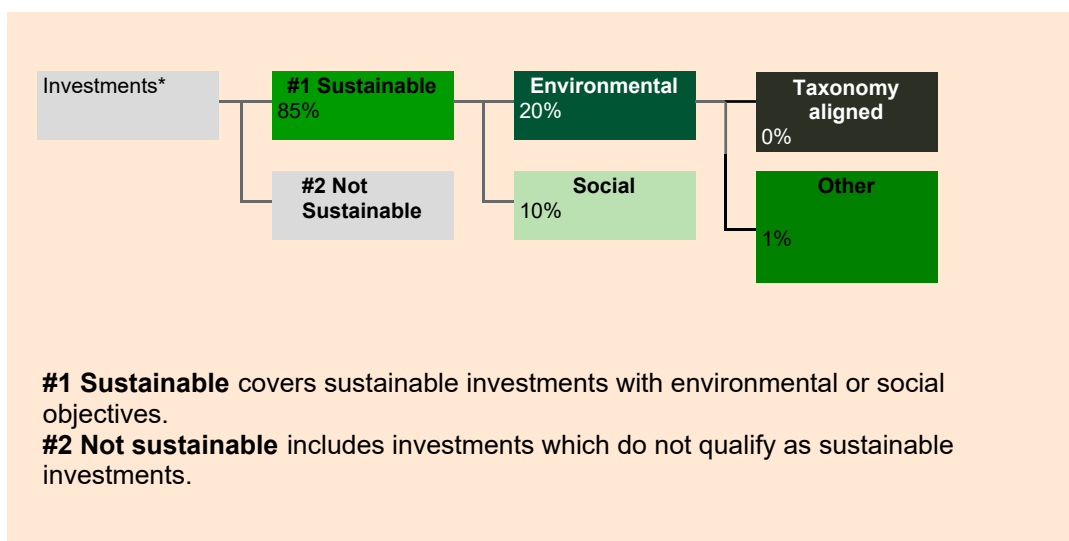 Investments*
#1 Sustainable
85%
#2 Not
Sustainable
Environmental
20%
Social
10%
Taxonomy
aligned
0%
Other
1%
#1 Sustainable covers sustainable investments with environmental or social
objectives.
#2 Not sustainable includes investments which do not qualify as sustainable
investments.